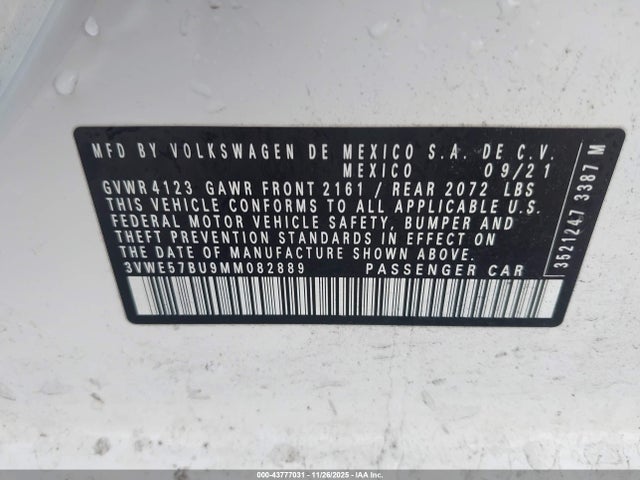 MFD BY VOLKSWAGEN DE MEXICO S.A. DE C.V.
MEXICO 09/21
GVWR 4123 GAWR FRONT 2161 / REAR 2072 LBS
THIS VEHICLE CONFORMS TO ALL APPLICABLE U.S.
FEDERAL MOTOR VEHICLE SAFETY, BUMPER AND
THEFT PREVENTION STANDARDS IN EFFECT ON
THE DATE OF MANUFACTURE SHOWN ABOVE.
3VWE57BU9MM082889 PASSENGER CAR
3521247 3387 M
000-43777031 - 11/26/2025 - IAAI.com